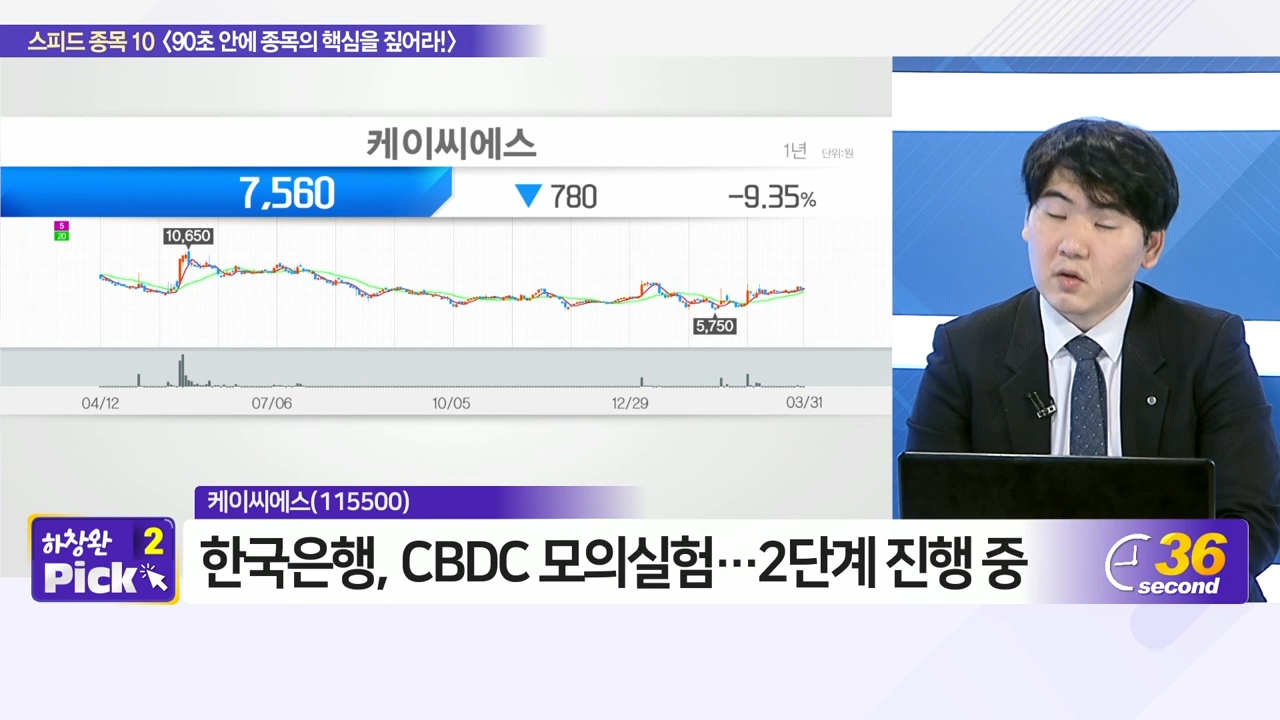 스피드 종목 10 〈90초 안에 종목의 핵심을 짚어라!〉
케이씨에스
1년 단위:원
7,560 ▼ 780 -9.35%
5
20
10,650
5,750
04/12 07/06 10/05 12/29 03/31
케이씨에스(115500)
하창완 2
Pick
한국은행, CBDC 모의실험…2단계 진행 중
36
second